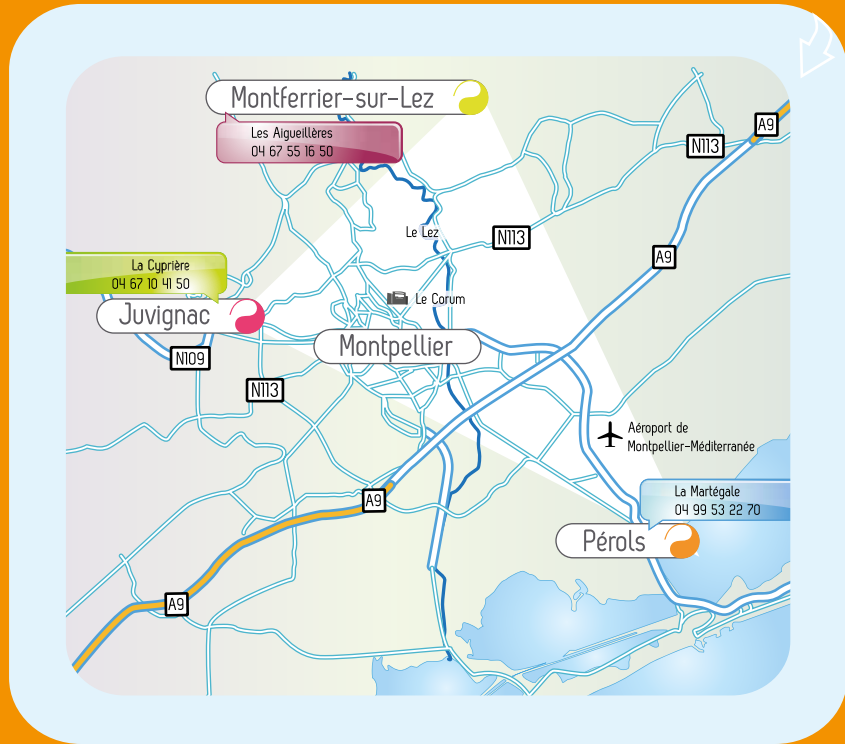 Montferrier-sur-Lez
Les Aigueillères
04 67 55 16 50
A9
N113
Le Lez
N113
A9
La Cyprière
04 67 10 41 50
Le Corum
Juvignac
Montpellier
N109
N113
Aéroport de
Montpellier-Méditerranée
A9
La Martégale
04 99 53 22 70
Pérols
A9